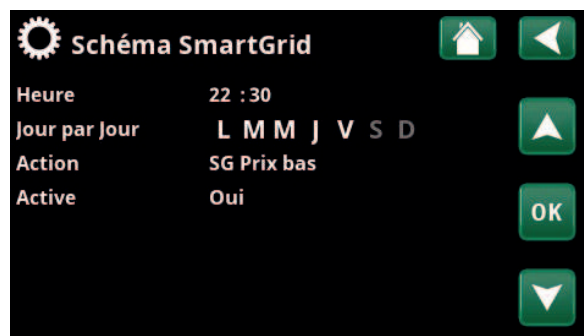 Schéma SmartGrid
Heure 22 :30
Jour par Jour L M M J V S D
Action SG Prix bas
Active Oui
OK